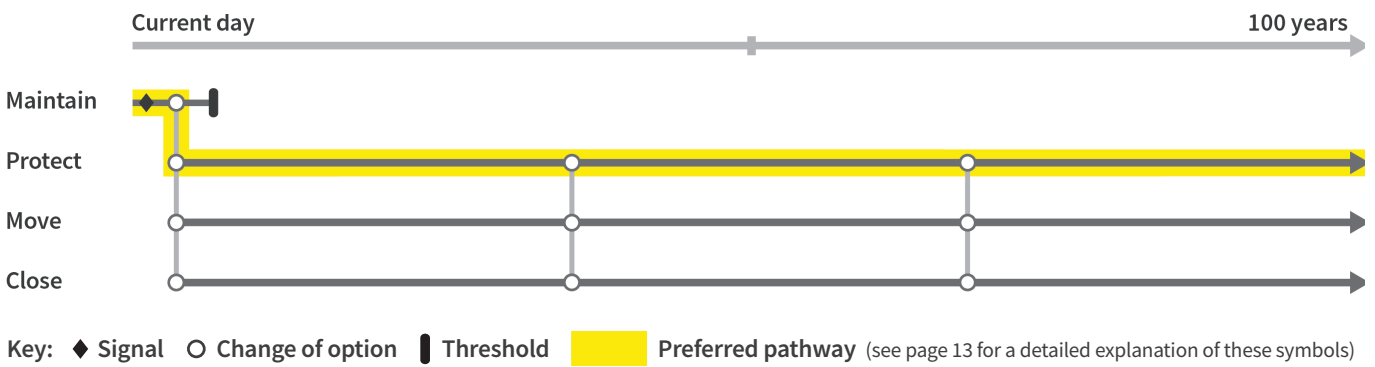 Current day 100 years
Maintain
Protect
Move
Close
Key: Signal Change of option Threshold Preferred pathway (see page 13 for a detailed explanation of these symbols)